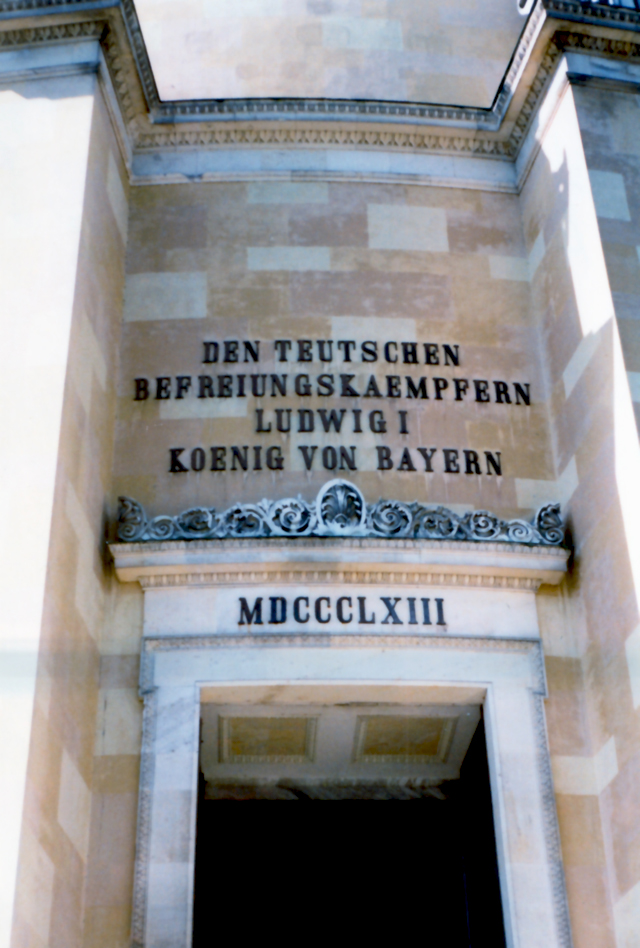 DEN TEUTSCHEN
BEFREIUNGSKAEMPFERN
LUDWIG I
KOENIG VON BAYERN
MDCCCLXIII